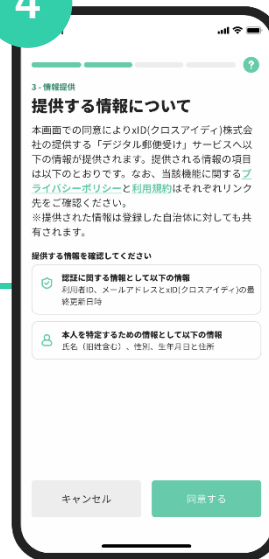 4
?
3 - 情報提供
提供する情報について
本画面での同意によりxID(クロスアイディ)株式会
社の提供する「デジタル郵便受け」サービスへ以
下の情報が提供されます。提供される情報の項目
は以下のとおりです。なお、当該機能に関するプ
ライバシーポリシーと利用規約はそれぞれリンク
先をご確認ください。
※提供された情報は登録した自治体に対しても共
有されます。
提供する情報を確認してください
認証に関する情報として以下の情報
利用者ID、メールアドレスとxID(クロスアイディ)の最
終更新日時
本人を特定するための情報として以下の情報
氏名（旧姓含む）、性別、生年月日と住所
キャンセル
同意する